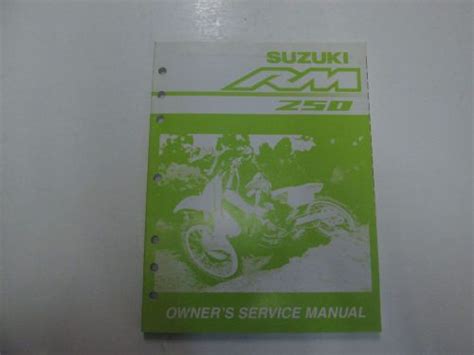 SUZUKI
RM
250
OWNER'S SERVICE MANUAL